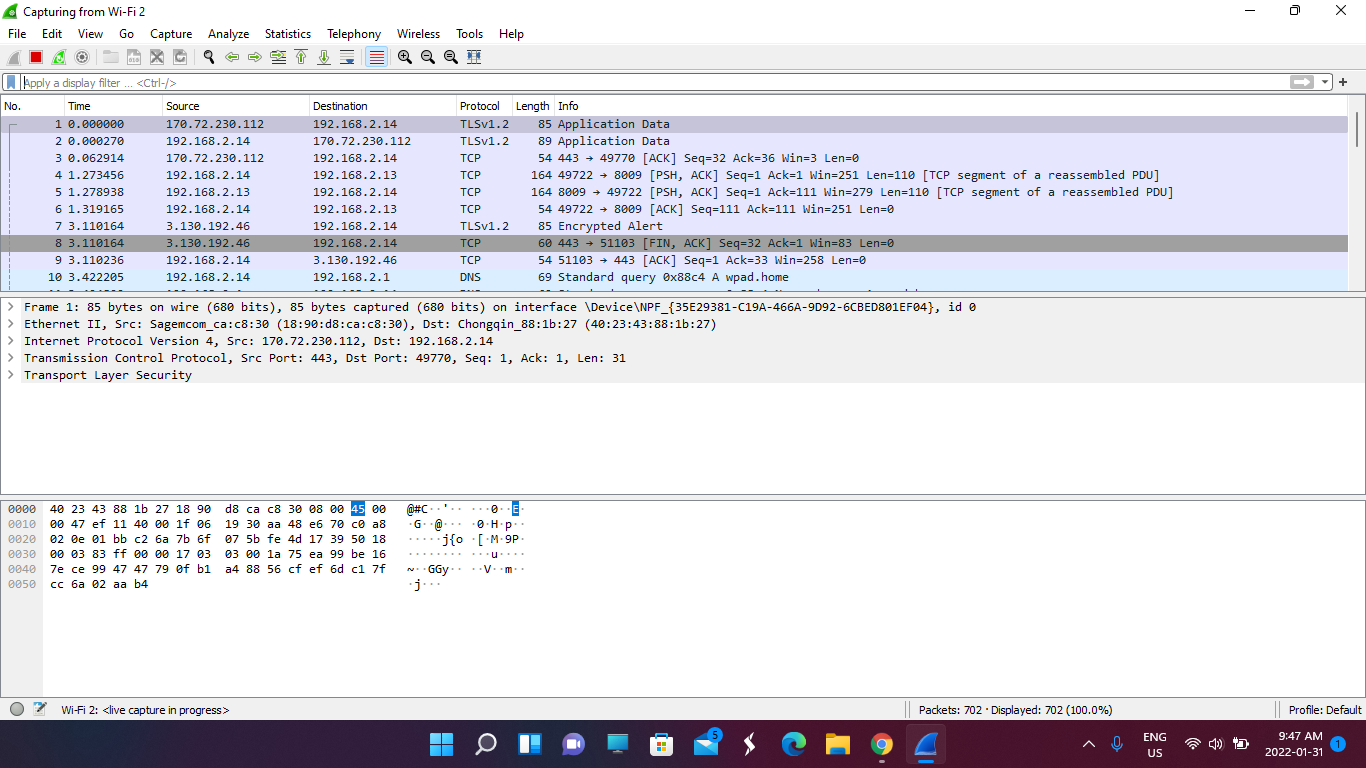 Capturing from Wi-Fi 2
File Edit View Go Capture Analyze Statistics Telephony Wireless Tools Help
Apply a display filter ... <Ctrl-/>
No. Time Source Destination Protocol Length Info
1 0.000000 170.72.230.112 192.168.2.14 TLSv1.2 85 Application Data
2 0.000270 192.168.2.14 170.72.230.112 TLSv1.2 89 Application Data
3 0.062914 170.72.230.112 192.168.2.14 TCP 54 443 → 49770 [ACK] Seq=32 Ack=36 Win=3 Len=0
4 1.273456 192.168.2.14 192.168.2.13 TCP 164 49722 → 8009 [PSH, ACK] Seq=1 Ack=1 Win=251 Len=110 [TCP segment of a reassembled PDU]
5 1.278938 192.168.2.13 192.168.2.14 TCP 164 8009 → 49722 [PSH, ACK] Seq=1 Ack=111 Win=279 Len=110 [TCP segment of a reassembled PDU]
6 1.319165 192.168.2.14 192.168.2.13 TCP 54 49722 → 8009 [ACK] Seq=111 Ack=111 Win=251 Len=0
7 3.110164 3.130.192.46 192.168.2.14 TLSv1.2 85 Encrypted Alert
8 3.110164 3.130.192.46 192.168.2.14 TCP 60 443 → 51103 [FIN, ACK] Seq=32 Ack=1 Win=83 Len=0
9 3.110236 192.168.2.14 3.130.192.46 TCP 54 51103 → 443 [ACK] Seq=1 Ack=33 Win=258 Len=0
10 3.422205 192.168.2.14 192.168.2.1 DNS 69 Standard query 0x88c4 A wpad.home
Frame 1: 85 bytes on wire (680 bits), 85 bytes captured (680 bits) on interface \Device\NPF_{35E29381-C19A-466A-9D92-6CBED801EF04}, id 0
Ethernet II, Src: Sagemcom_ca:c8:30 (18:90:d8:ca:c8:30), Dst: Chongqin_88:1b:27 (40:23:43:88:1b:27)
Internet Protocol Version 4, Src: 170.72.230.112, Dst: 192.168.2.14
Transmission Control Protocol, Src Port: 443, Dst Port: 49770, Seq: 1, Ack: 1, Len: 31
Transport Layer Security
0000 40 23 43 88 1b 27 18 90 d8 ca c8 30 08 00 45 00 @#C··'·· ···0··E·
0010 00 47 ef 11 40 00 1f 06 19 30 aa 48 e6 70 c0 a8 ·G··@··· ·0·H·p··
0020 02 0e 01 bb c2 6a 7b 6f 07 5b fe 4d 17 39 50 18 ·····j{o ·[·M·9P·
0030 00 03 83 ff 00 00 17 03 03 00 1a 75 ea 99 be 16 ········ ···u····
0040 7e ce 99 47 47 79 0f b1 a4 88 56 cf ef 6d c1 7f ~··GGy·· ··V··m··
0050 cc 6a 02 aa b4 ·j···
Wi-Fi 2: <live capture in progress> Packets: 702 · Displayed: 702 (100.0%) Profile: Default
5
ENG
US
9:47 AM
2022-01-31
1